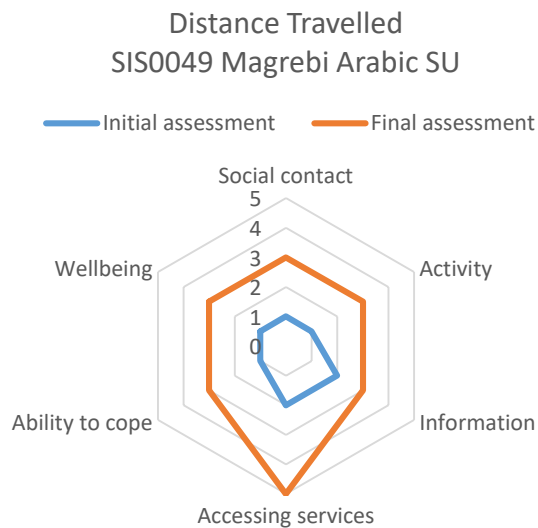 Distance Travelled
SIS0049 Magrebi Arabic SU
Initial assessment
Final assessment
Social contact
5
4
3
2
1
0
Wellbeing
Activity
Ability to cope
Information
Accessing services